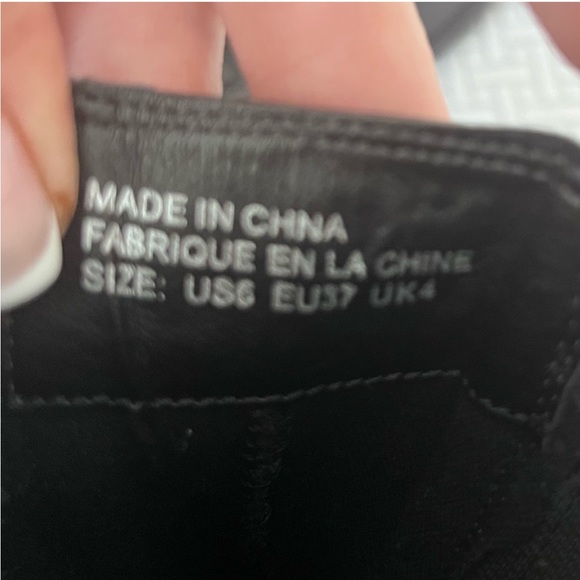 MADE IN CHNA
FABRIQUE EN LA CHINE
SIZE: US6 EU37 UK4